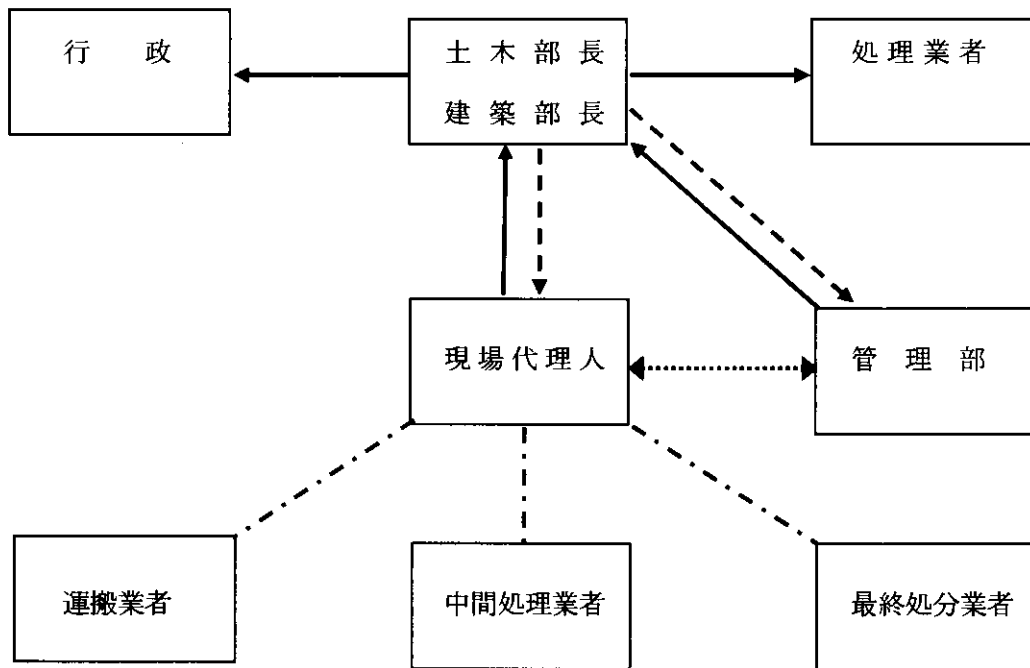 行政
土木部長
建築部長
処理業者
現場代理人
管理部
運搬業者
中間処理業者
最終処分業者